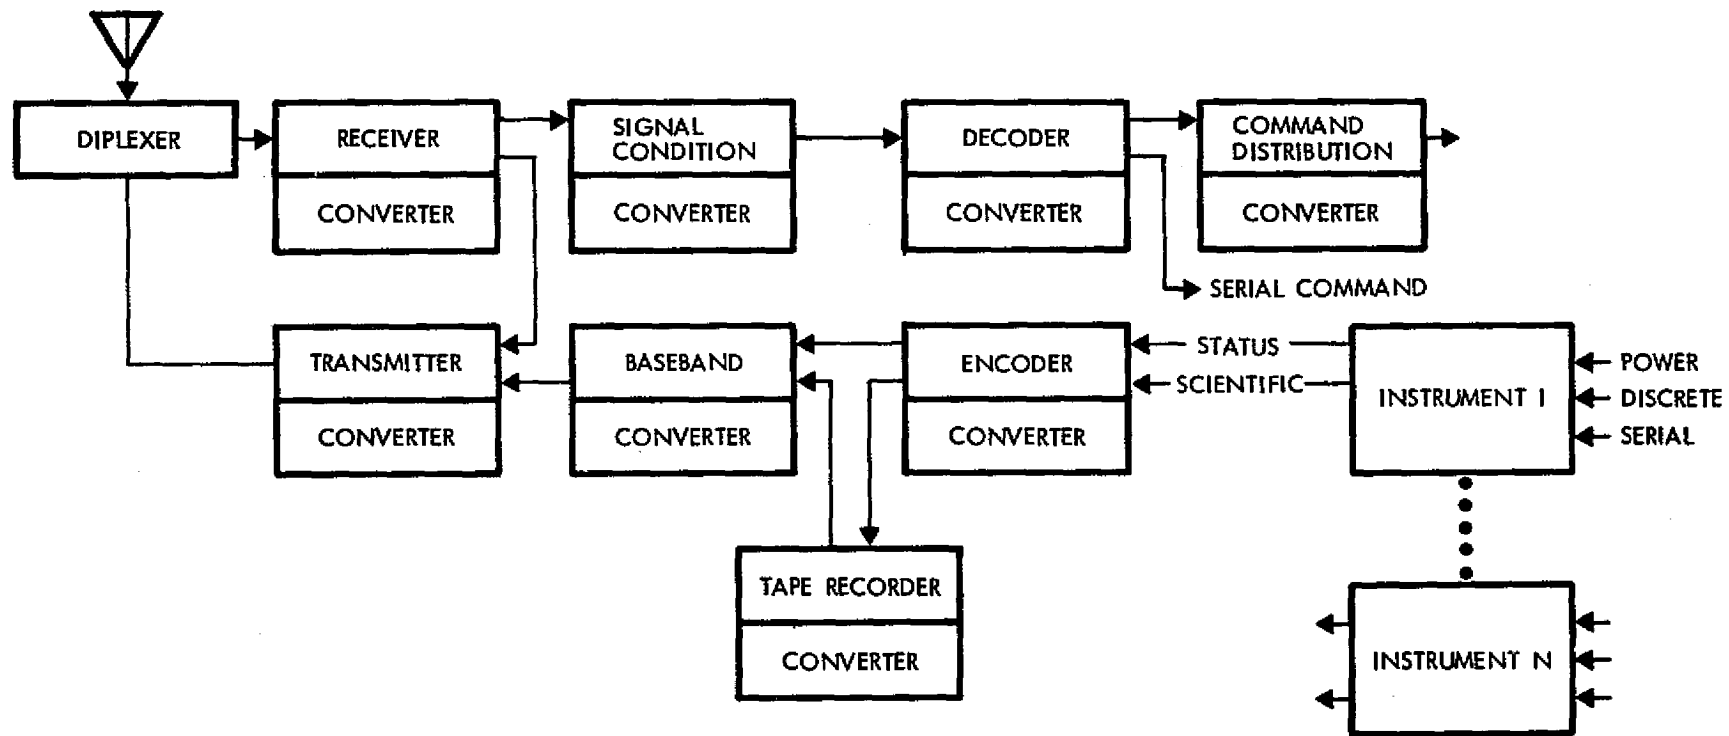 DIPLEXER
RECEIVER
CONVERTER
SIGNAL
CONDITION
CONVERTER
DECODER
CONVERTER
COMMAND
DISTRIBUTION
CONVERTER
SERIAL COMMAND
TRANSMITTER
CONVERTER
BASEBAND
CONVERTER
ENCODER
CONVERTER
STATUS
SCIENTIFIC
INSTRUMENT I
POWER
DISCRETE
SERIAL
TAPE RECORDER
CONVERTER
INSTRUMENT N